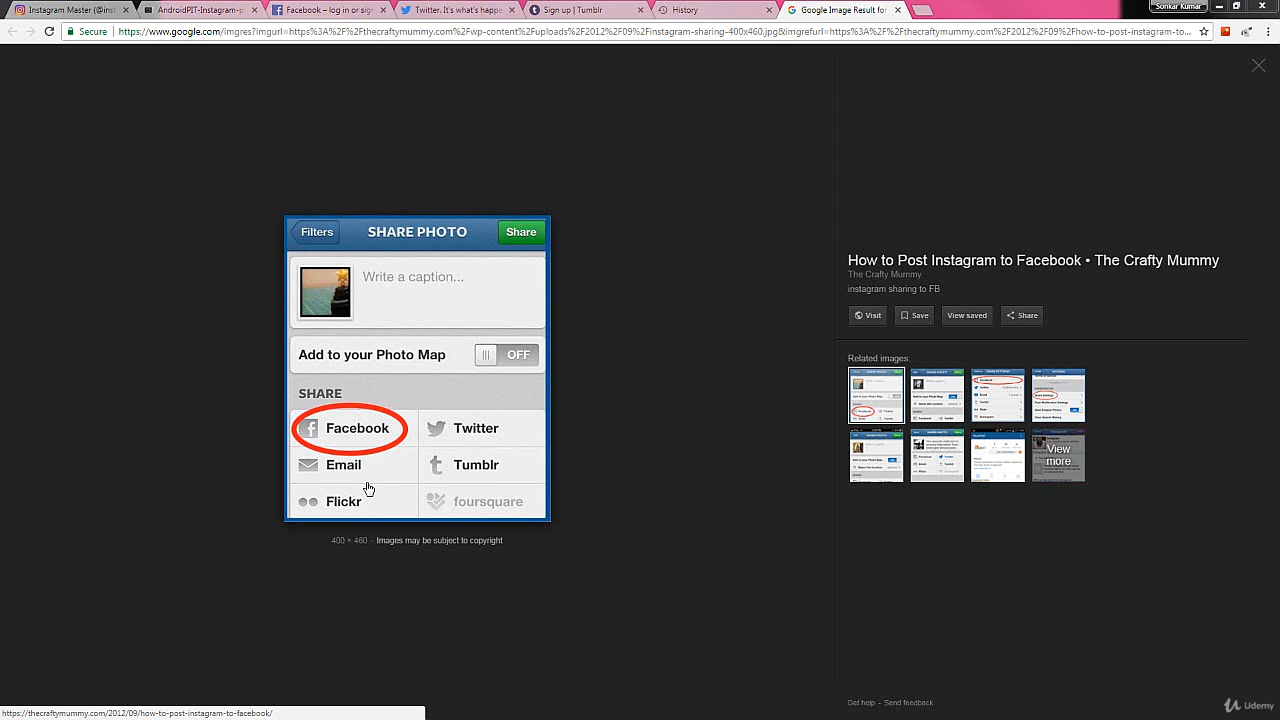 Instagram Master (@inst
AndroidPIT-Instagram-p
Facebook – log in or sign
Twitter. It's what's happe
Sign up | Tumblr
History
Google Image Result for
Sonkar Kumar
Secure
https://www.google.com/imgres?imgurl=https%3A%2F%2Fthecraftymummy.com%2Fwp-content%2Fuploads%2F2012%2F09%2Finstagram-sharing-400x460.jpg&imgrefurl=https%3A%2F%2Fthecraftymummy.com%2F2012%2F09%2Fhow-to-post-instagram-to...
Filters
SHARE PHOTO
Share
Write a caption...
Add to your Photo Map
OFF
SHARE
Facebook
Twitter
Email
Tumblr
Flickr
foursquare
400 × 460 - Images may be subject to copyright
How to Post Instagram to Facebook • The Crafty Mummy
The Crafty Mummy
instagram sharing to FB
Visit
Save
View saved
Share
Related images:
View
more
Get help - Send feedback
https://thecraftymummy.com/2012/09/how-to-post-instagram-to-facebook/
Udemy